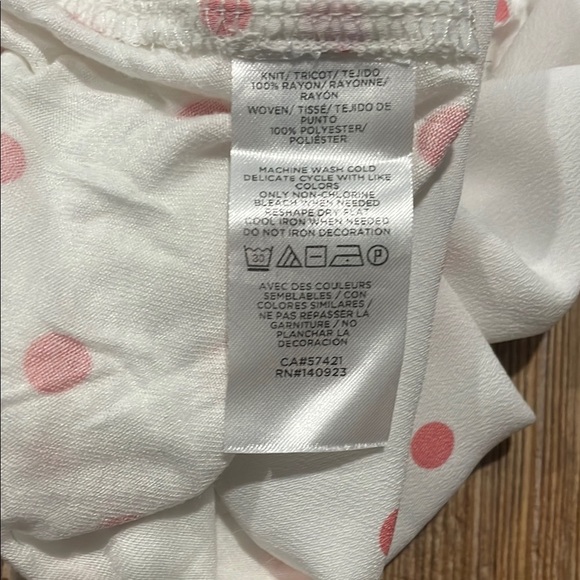 KNIT/ TRICOT/ TEJIDO
100% RAYON/ RAYONNE/
RAYÓN
WOVEN/ TISSÉ/ TEJIDO DE
PUNTO
100% POLYESTER/
POLIÉSTER
MACHINE WASH COLD
DELICATE CYCLE WITH LIKE
COLORS
ONLY NON-CHLORINE
BLEACH WHEN NEEDED
RESHAPE DRY FLAT
COOL IRON WHEN NEEDED
DO NOT IRON DECORATION
30 P
AVEC DES COULEURS
SEMBLABLES / CON
COLORES SIMILARES /
NE PAS REPASSER LA
GARNITURE / NO
PLANCHAR LA
DECORACIÓN
CA#57421
RN#140923